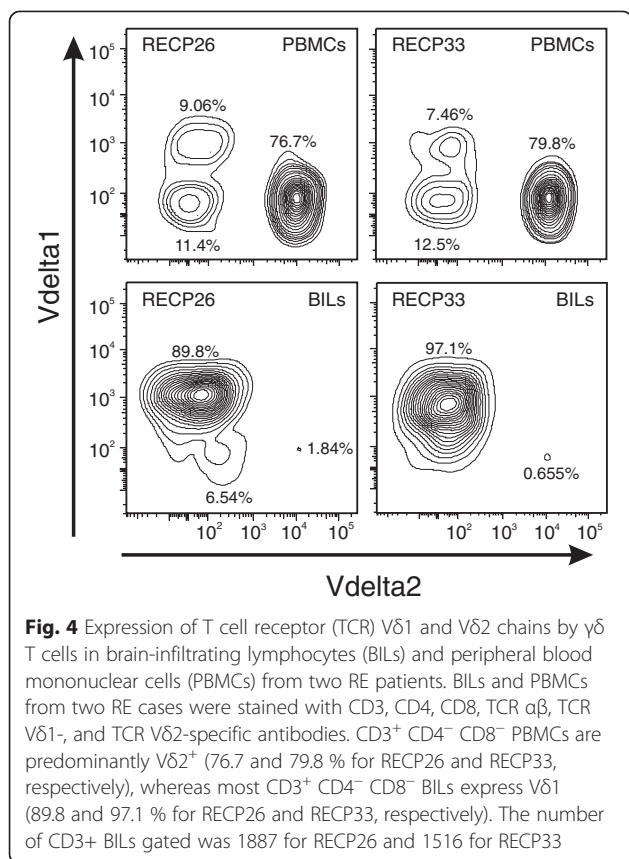 RECP26 PBMCs
10⁵
10⁴
10³
10²
9.06%
76.7%
11.4%
RECP33 PBMCs
7.46%
79.8%
12.5%
RECP26 BILs
10⁵
10⁴
10³
10²
89.8%
1.84%
6.54%
10² 10³ 10⁴ 10⁵
RECP33 BILs
97.1%
0.655%
10² 10³ 10⁴ 10⁵
Vdelta1
Vdelta2
Fig. 4 Expression of T cell receptor (TCR) Vδ1 and Vδ2 chains by γδ
T cells in brain-infiltrating lymphocytes (BILs) and peripheral blood
mononuclear cells (PBMCs) from two RE patients. BILs and PBMCs
from two RE cases were stained with CD3, CD4, CD8, TCR αβ, TCR
Vδ1-, and TCR Vδ2-specific antibodies. CD3⁺ CD4⁻ CD8⁻ PBMCs are
predominantly Vδ2⁺ (76.7 and 79.8 % for RECP26 and RECP33,
respectively), whereas most CD3⁺ CD4⁻ CD8⁻ BILs express Vδ1
(89.8 and 97.1 % for RECP26 and RECP33, respectively). The number
of CD3+ BILs gated was 1887 for RECP26 and 1516 for RECP33